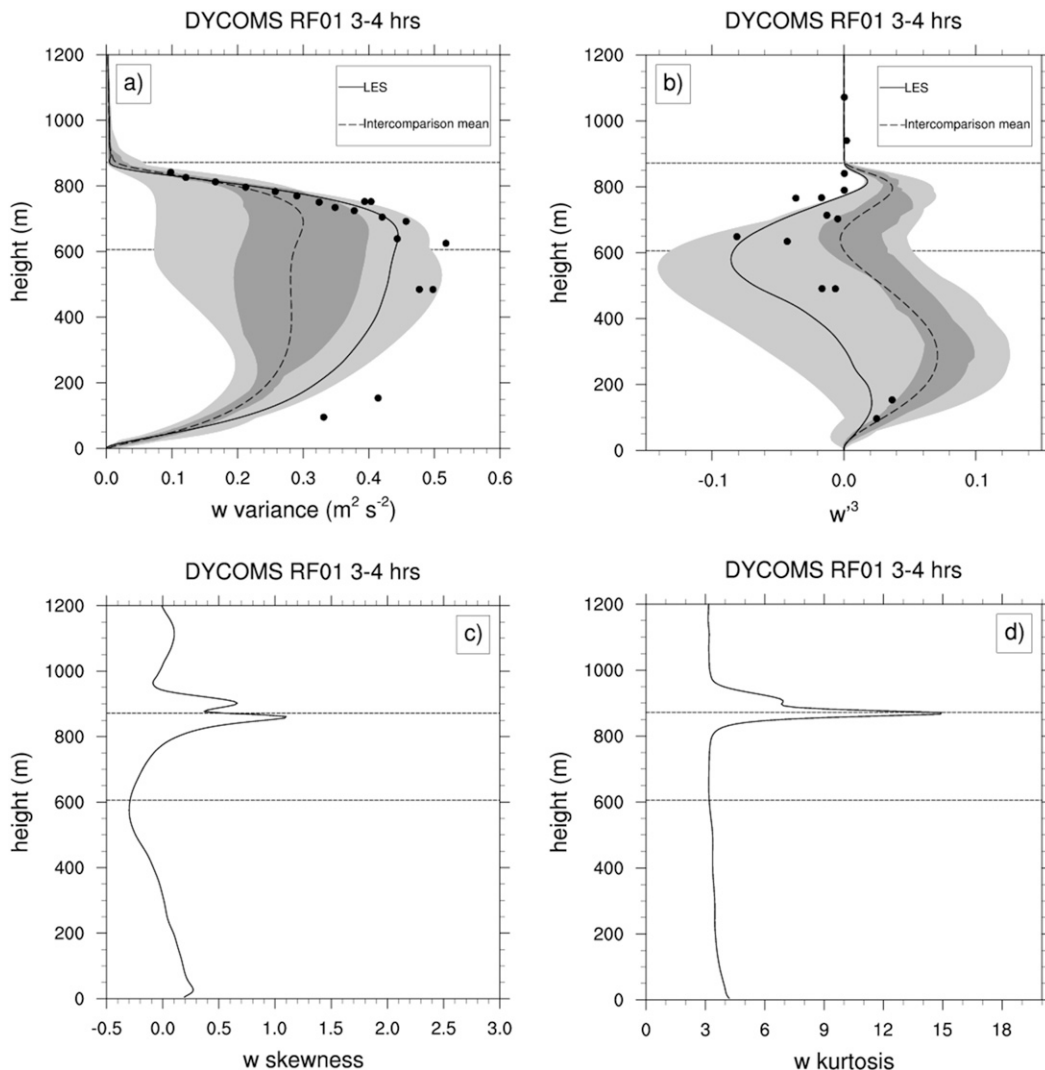 DYCOMS RF01 3-4 hrs
a)
LES
Intercomparison mean
1200
1000
800
600
400
200
0
height (m)
0.0 0.1 0.2 0.3 0.4 0.5 0.6
w variance (m² s⁻²)
DYCOMS RF01 3-4 hrs
b)
LES
Intercomparison mean
1200
1000
800
600
400
200
0
height (m)
-0.1 0.0 0.1
w'³
DYCOMS RF01 3-4 hrs
c)
1200
1000
800
600
400
200
0
height (m)
-0.5 0.0 0.5 1.0 1.5 2.0 2.5 3.0
w skewness
DYCOMS RF01 3-4 hrs
d)
1200
1000
800
600
400
200
0
height (m)
0 3 6 9 12 15 18
w kurtosis